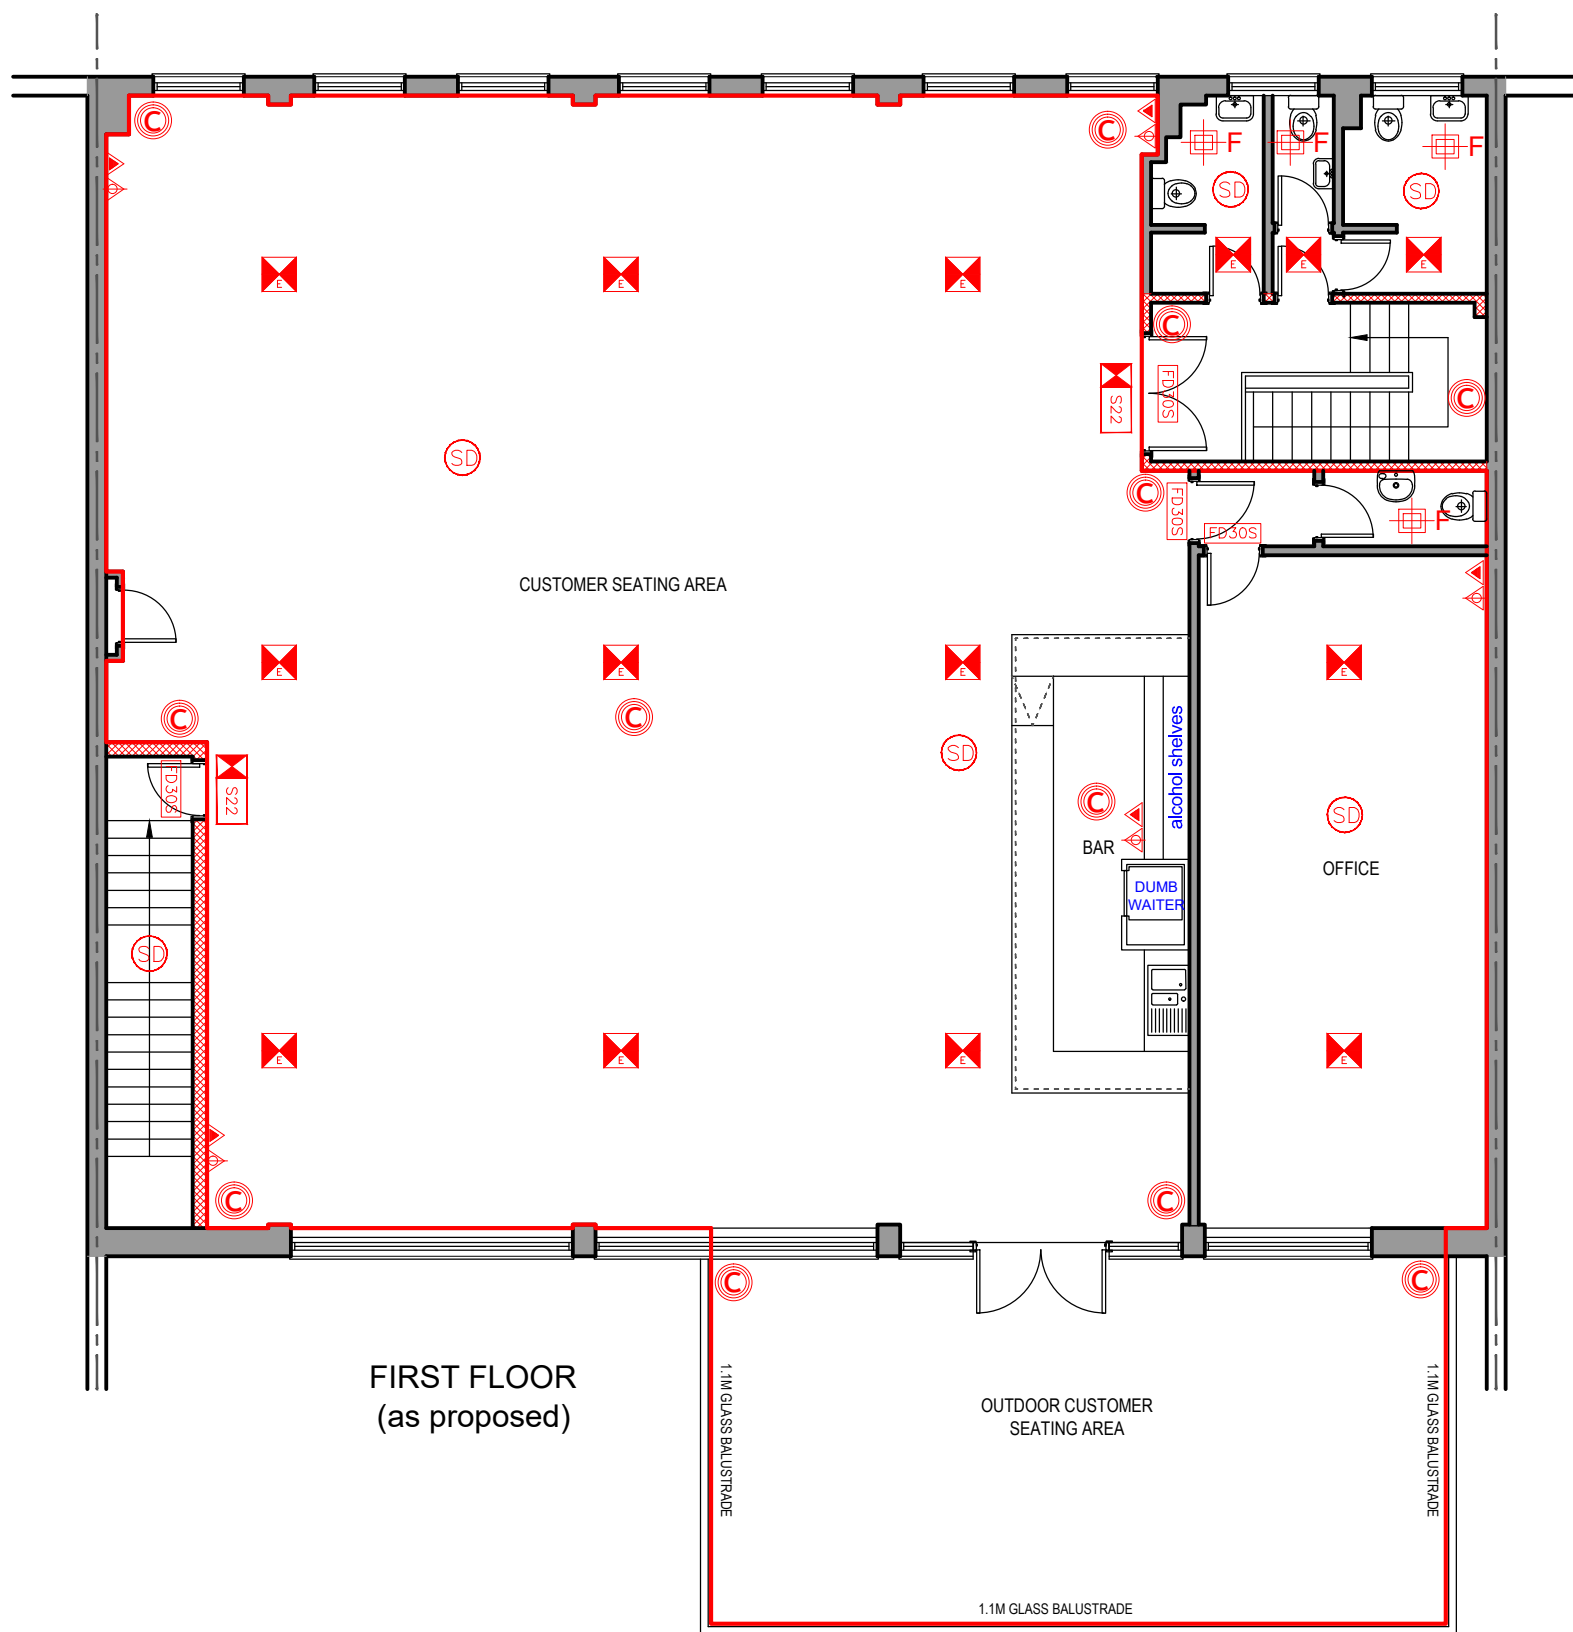 C
C
F
F
F
SD
SD
E
E
E
E
E
E
C
FD30S
S22
C
SD
C
FD30S
FD30S
F
CUSTOMER SEATING AREA
E
E
E
E
C
C
SD
alcohol shelves
FD30S
S22
C
BAR
SD
OFFICE
DUMB
WAITER
SD
E
E
E
E
C
C
C
C
FIRST FLOOR
(as proposed)
1.1M GLASS BALUSTRADE
OUTDOOR CUSTOMER
SEATING AREA
1.1M GLASS BALUSTRADE
1.1M GLASS BALUSTRADE